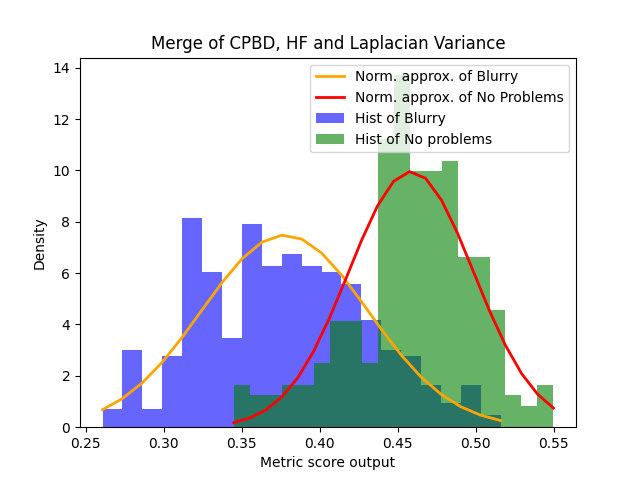 Merge of CPBD, HF and Laplacian Variance
Norm. approx. of Blurry
Norm. approx. of No Problems
Hist of Blurry
Hist of No problems
14
12
10
8
6
4
2
0
Density
0.25 0.30 0.35 0.40 0.45 0.50 0.55
Metric score output